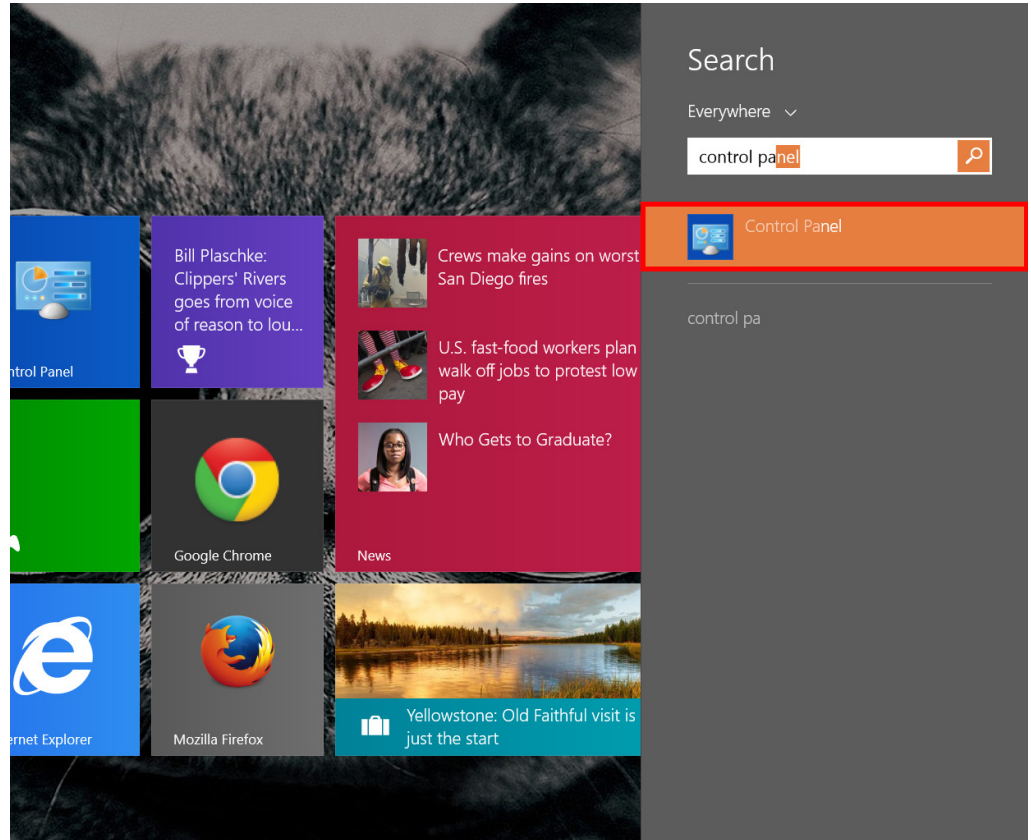 Search
Everywhere
control panel
Control Panel
control pa
ntrol Panel
Bill Plaschke:
Clippers' Rivers
goes from voice
of reason to lou...
Crews make gains on worst
San Diego fires
U.S. fast-food workers plan
walk off jobs to protest low
pay
Who Gets to Graduate?
News
Google Chrome
ernet Explorer
Mozilla Firefox
Yellowstone: Old Faithful visit is
just the start